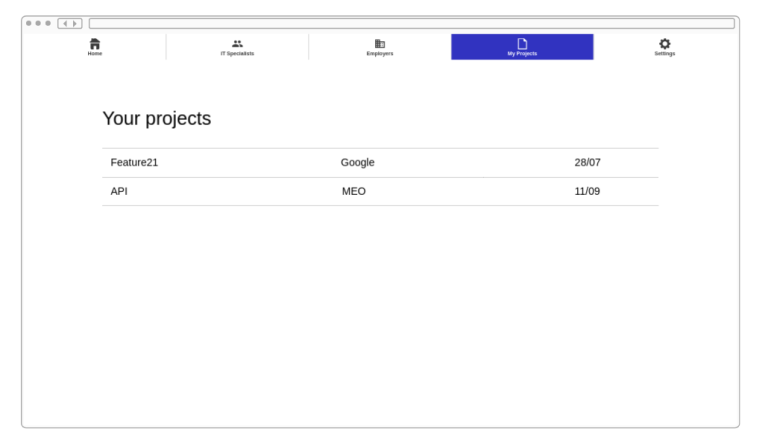 Home IT Specialists Employers My Projects Settings
Your projects
Feature21 Google 28/07
API MEO 11/09